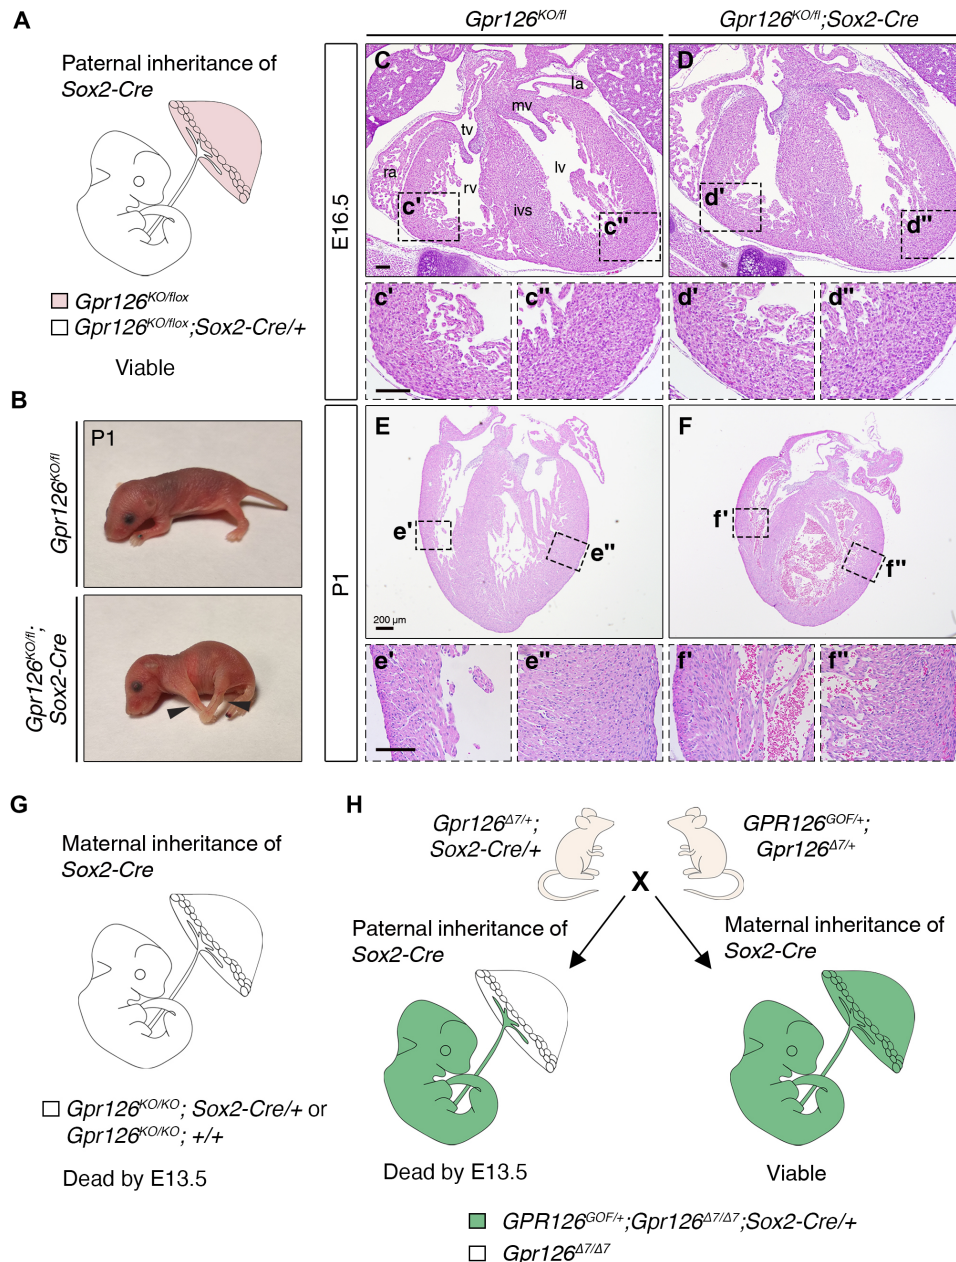 A
Paternal inheritance of
Sox2-Cre
Gpr126KO/flox
Gpr126KO/flox;Sox2-Cre/+
Viable
B
Gpr126KO/fl
P1
Gpr126KO/fl;
Sox2-Cre
Gpr126KO/fl
Gpr126KO/fl;Sox2-Cre
E16.5
C
la
mv
tv
ra
lv
rv
ivs
c'
c"
D
d'
d"
c'
c"
d'
d"
P1
E
e'
e"
200 µm
F
f'
f"
e'
e"
f'
f"
G
Maternal inheritance of
Sox2-Cre
Gpr126KO/KO; Sox2-Cre/+ or
Gpr126KO/KO; +/+
Dead by E13.5
H
Gpr126Δ7/+;
Sox2-Cre/+
X
GPR126GOF/+;
Gpr126Δ7/+
Paternal inheritance of
Sox2-Cre
Maternal inheritance of
Sox2-Cre
Dead by E13.5
Viable
GPR126GOF/+;Gpr126Δ7/Δ7;Sox2-Cre/+
Gpr126Δ7/Δ7